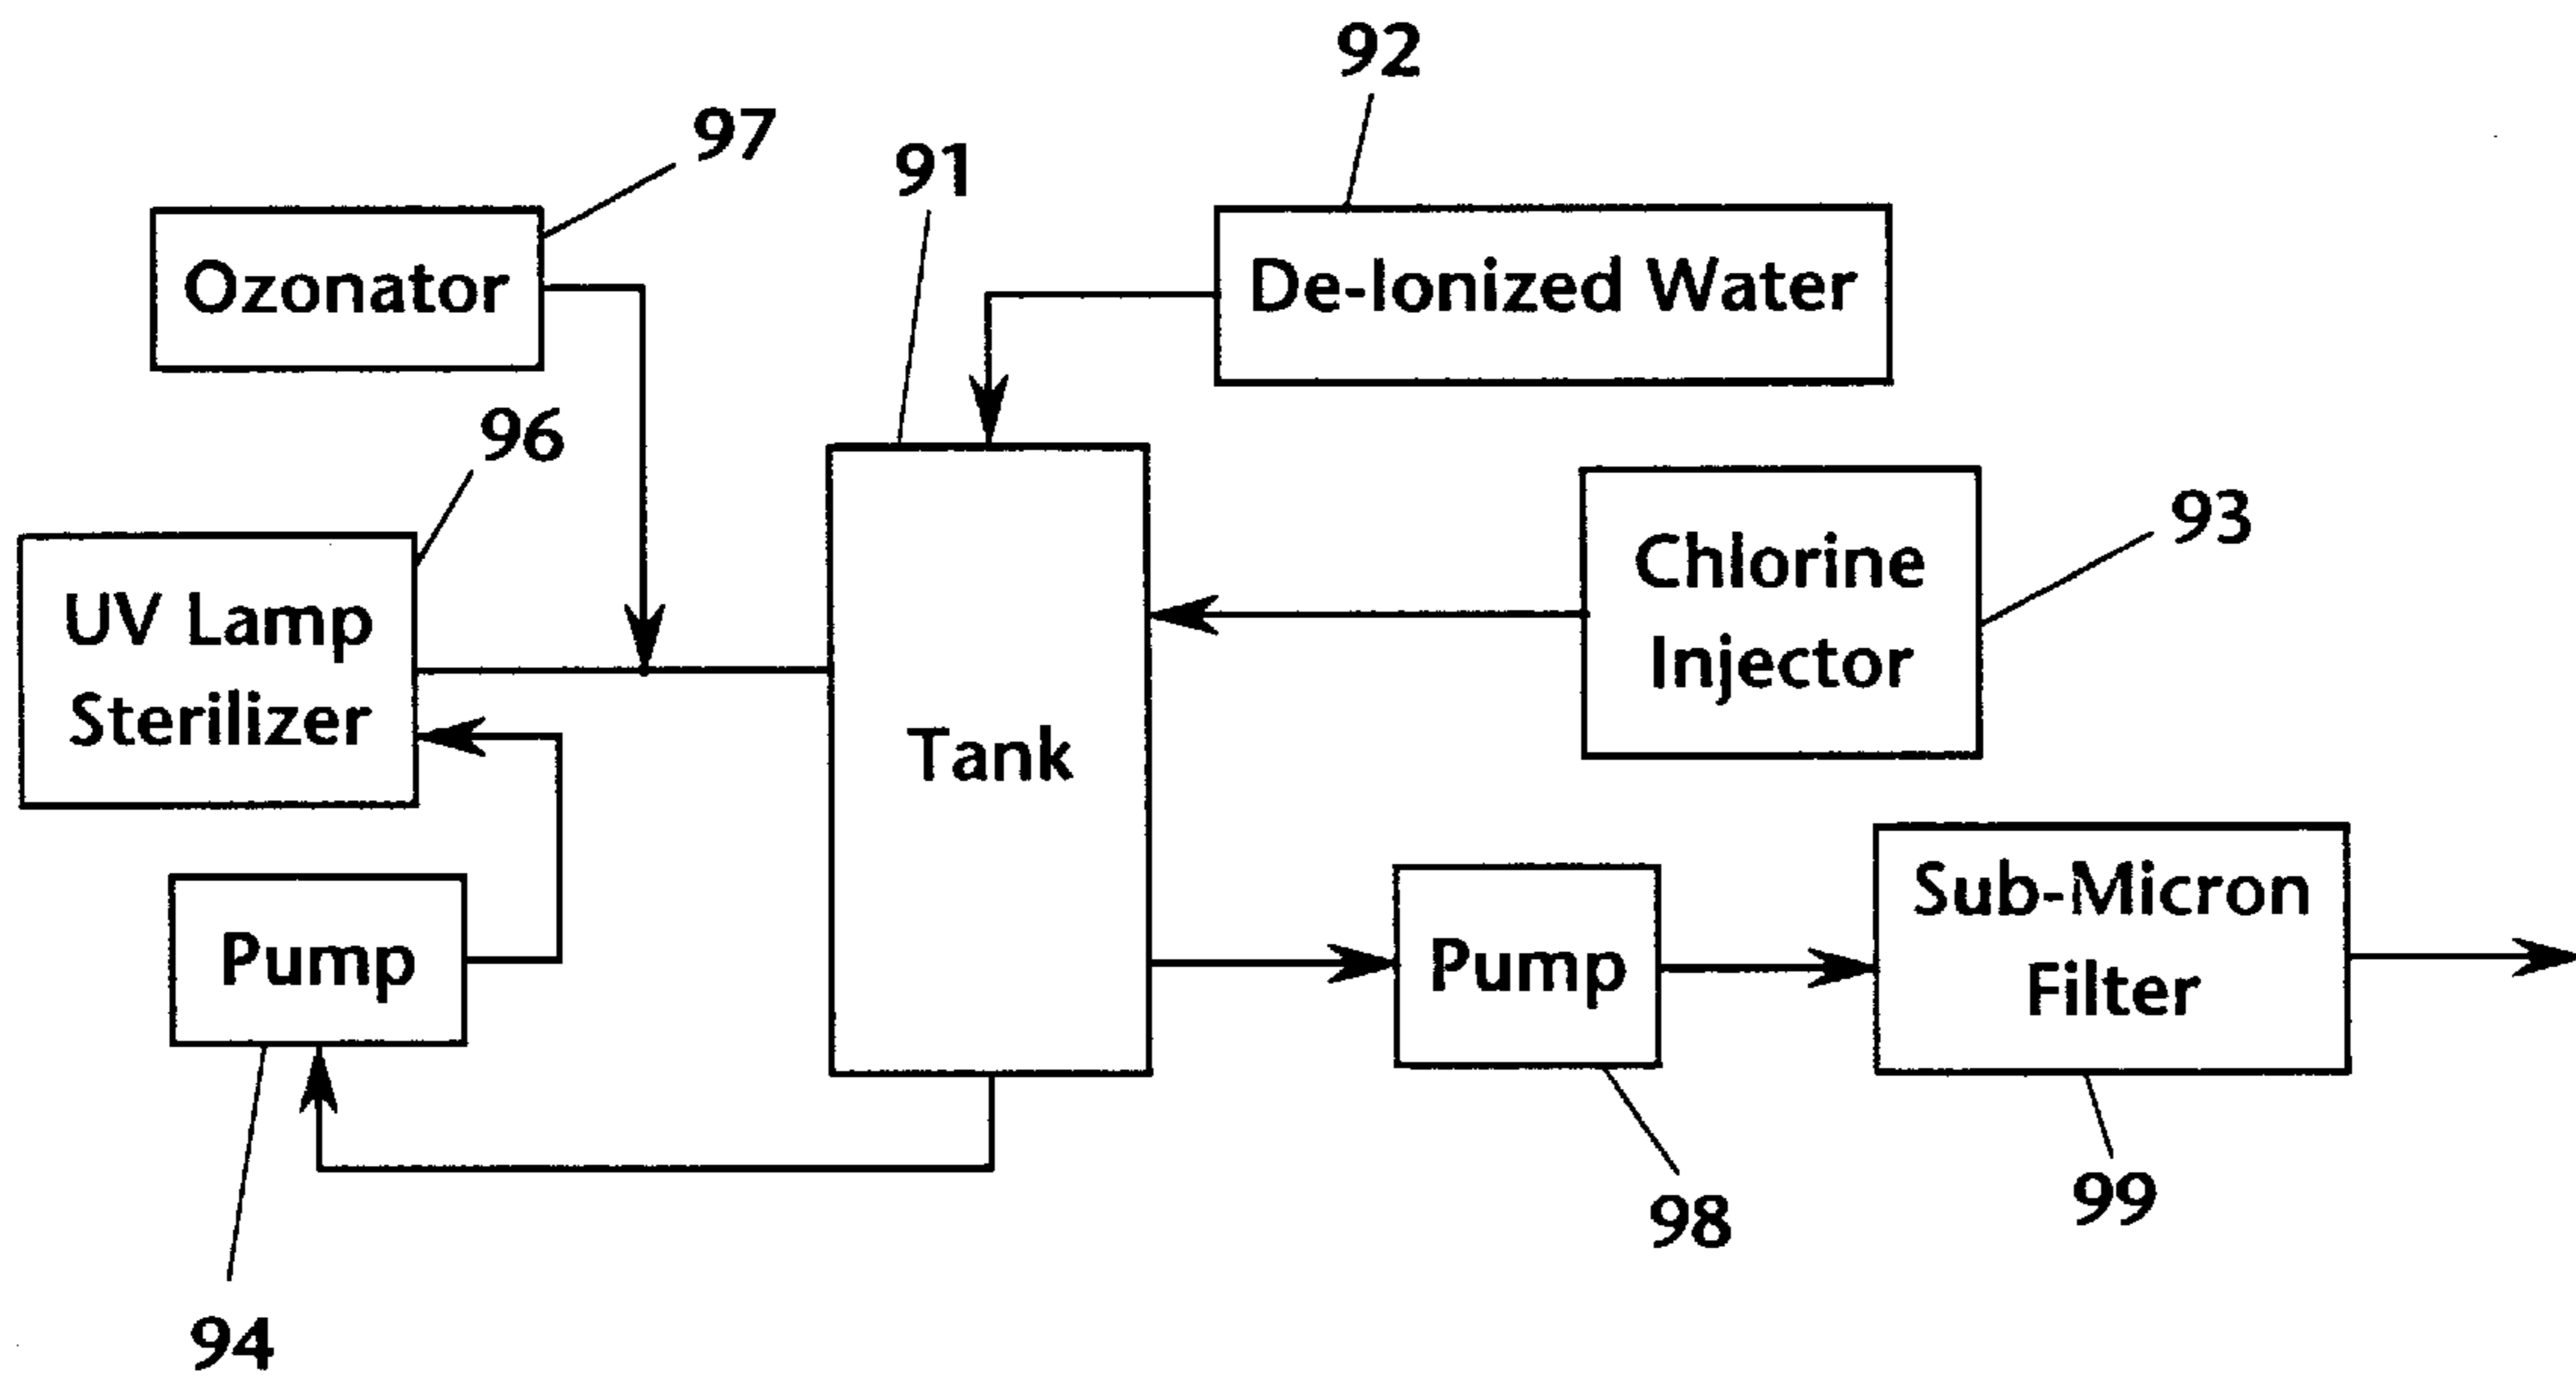 92
97
91
Ozonator
De-Ionized Water
96
93
UV Lamp
Sterilizer
Chlorine
Injector
Tank
Pump
Pump
Sub-Micron
Filter
98
99
94